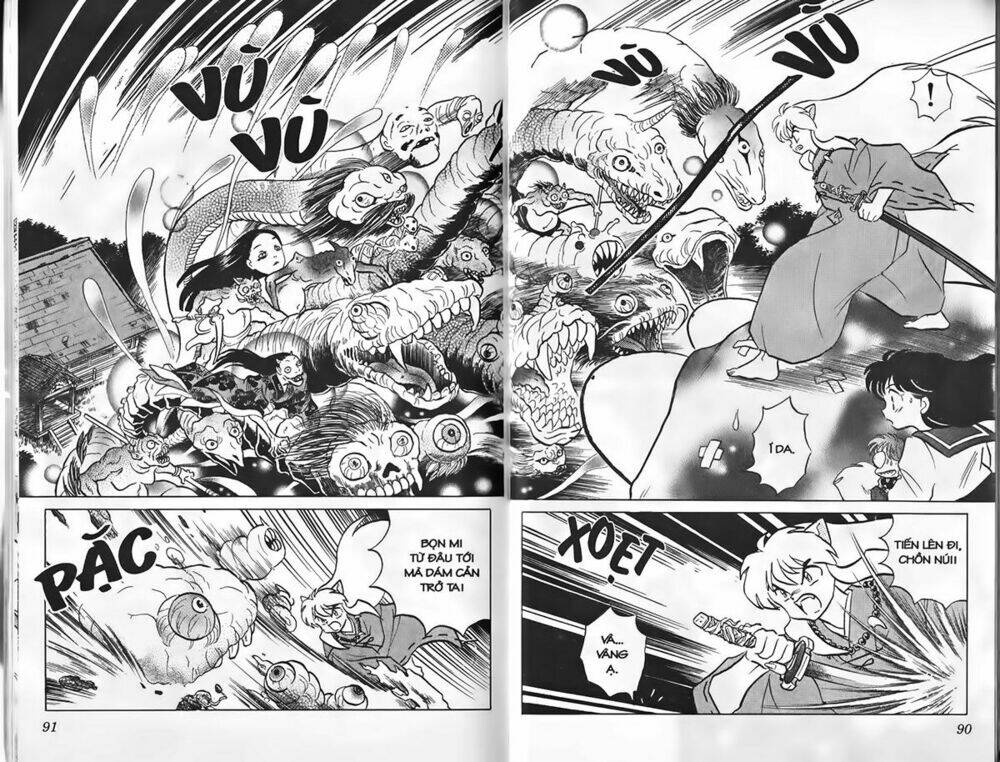 !
VÙ
VÙ
Í DA.
TIẾN LÊN ĐI,
CHỒN NÚI!
XOẸT
VÂ...
VÂNG
Ạ.
90
VÙ
VÙ
BỌN MI
TỪ ĐÂU TỚI
MÀ DÁM CẢN
TRỞ TA!
PẶC
91